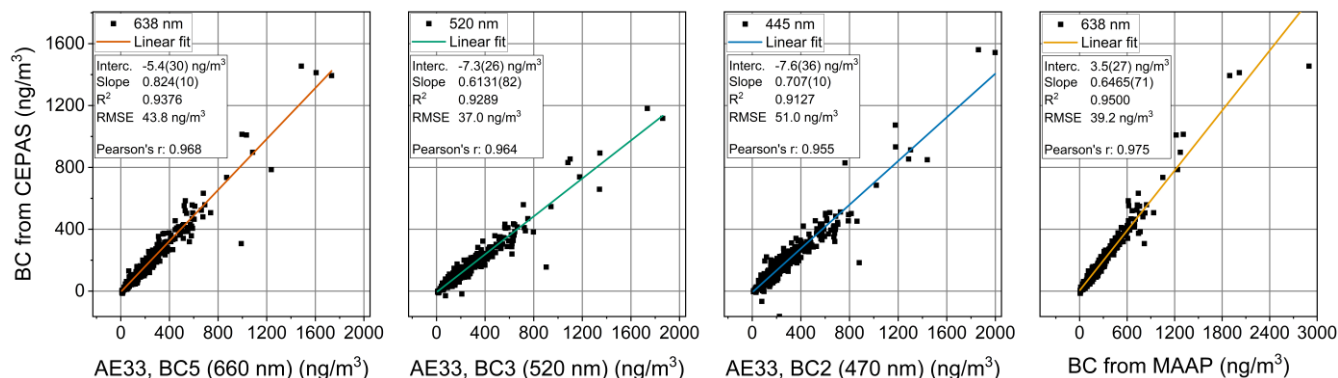 BC from CEPAS (ng/m³)
1600
1200
800
400
0
638 nm
Linear fit
Interc. -5.4(30) ng/m³
Slope 0.824(10)
R² 0.9376
RMSE 43.8 ng/m³
Pearson's r: 0.968
0 400 800 1200 1600 2000
AE33, BC5 (660 nm) (ng/m³)
520 nm
Linear fit
Interc. -7.3(26) ng/m³
Slope 0.6131(82)
R² 0.9289
RMSE 37.0 ng/m³
Pearson's r: 0.964
0 400 800 1200 1600 2000
AE33, BC3 (520 nm) (ng/m³)
445 nm
Linear fit
Interc. -7.6(36) ng/m³
Slope 0.707(10)
R² 0.9127
RMSE 51.0 ng/m³
Pearson's r: 0.955
0 400 800 1200 1600 2000
AE33, BC2 (470 nm) (ng/m³)
638 nm
Linear fit
Interc. 3.5(27) ng/m³
Slope 0.6465(71)
R² 0.9500
RMSE 39.2 ng/m³
Pearson's r: 0.975
0 600 1200 1800 2400 3000
BC from MAAP (ng/m³)